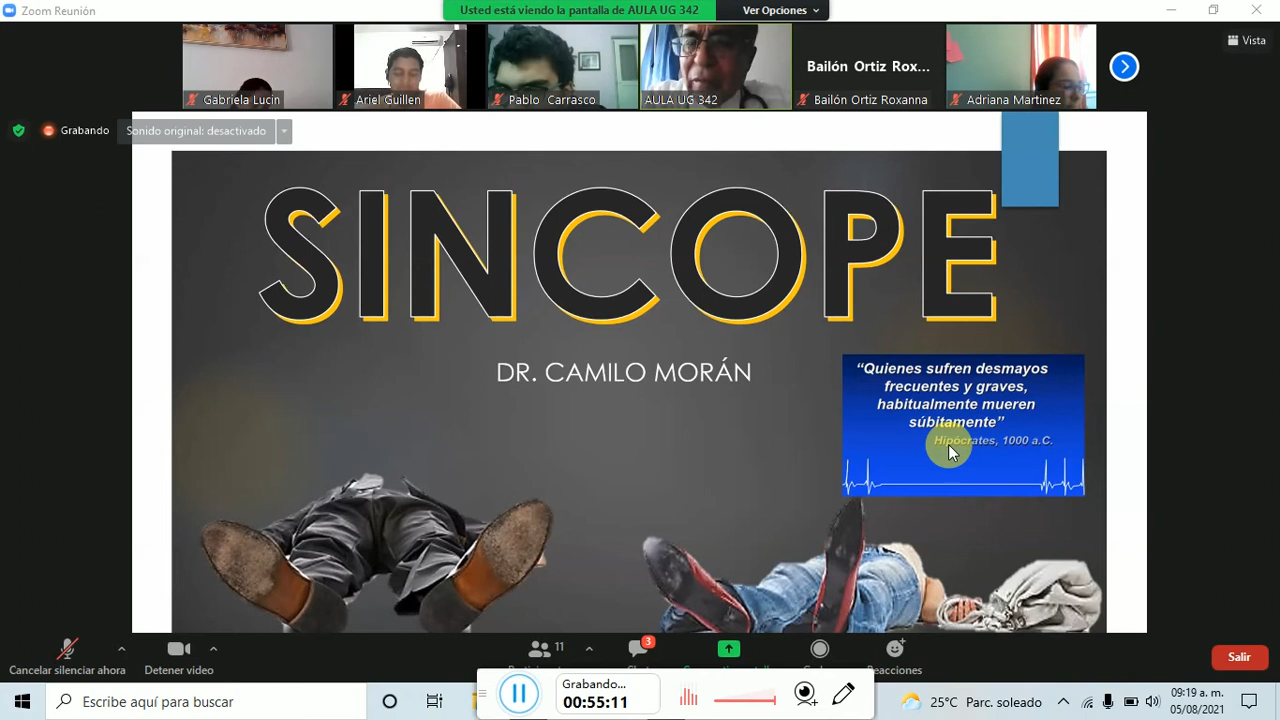 Zoom Reunión
Usted está viendo la pantalla de AULA UG 342
Ver Opciones
Vista
Bailón Ortiz Rox...
Gabriela Lucin
Ariel Guillen
Pablo Carrasco
AULA UG 342
Bailón Ortiz Roxanna
Adriana Martinez
Grabando
Sonido original: desactivado
SINCOPE
DR. CAMILO MORÁN
“Quienes sufren desmayos
frecuentes y graves,
habitualmente mueren
súbitamente”
Hipócrates, 1000 a.C.
11
3
Cancelar silenciar ahora
Detener video
Reacciones
Salir
Grabando...
00:55:11
Escribe aquí para buscar
25°C Parc. soleado
09:19 a. m.
05/08/2021